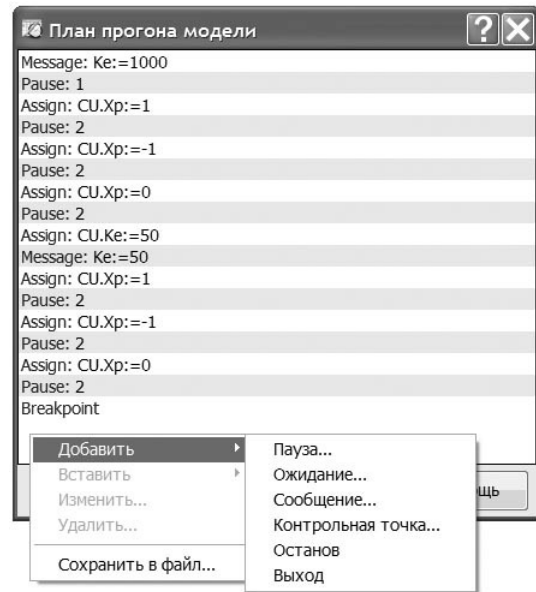 План прогона модели
Message: Ke:=1000
Pause: 1
Assign: CU.Xp:=1
Pause: 2
Assign: CU.Xp:=-1
Pause: 2
Assign: CU.Xp:=0
Pause: 2
Assign: CU.Ke:=50
Message: Ke:=50
Assign: CU.Xp:=1
Pause: 2
Assign: CU.Xp:=-1
Pause: 2
Assign: CU.Xp:=0
Pause: 2
Breakpoint
Добавить
Вставить
Изменить...
Удалить...
Сохранить в файл...
Пауза...
Ожидание...
Сообщение...
Контрольная точка...
Останов
Выход